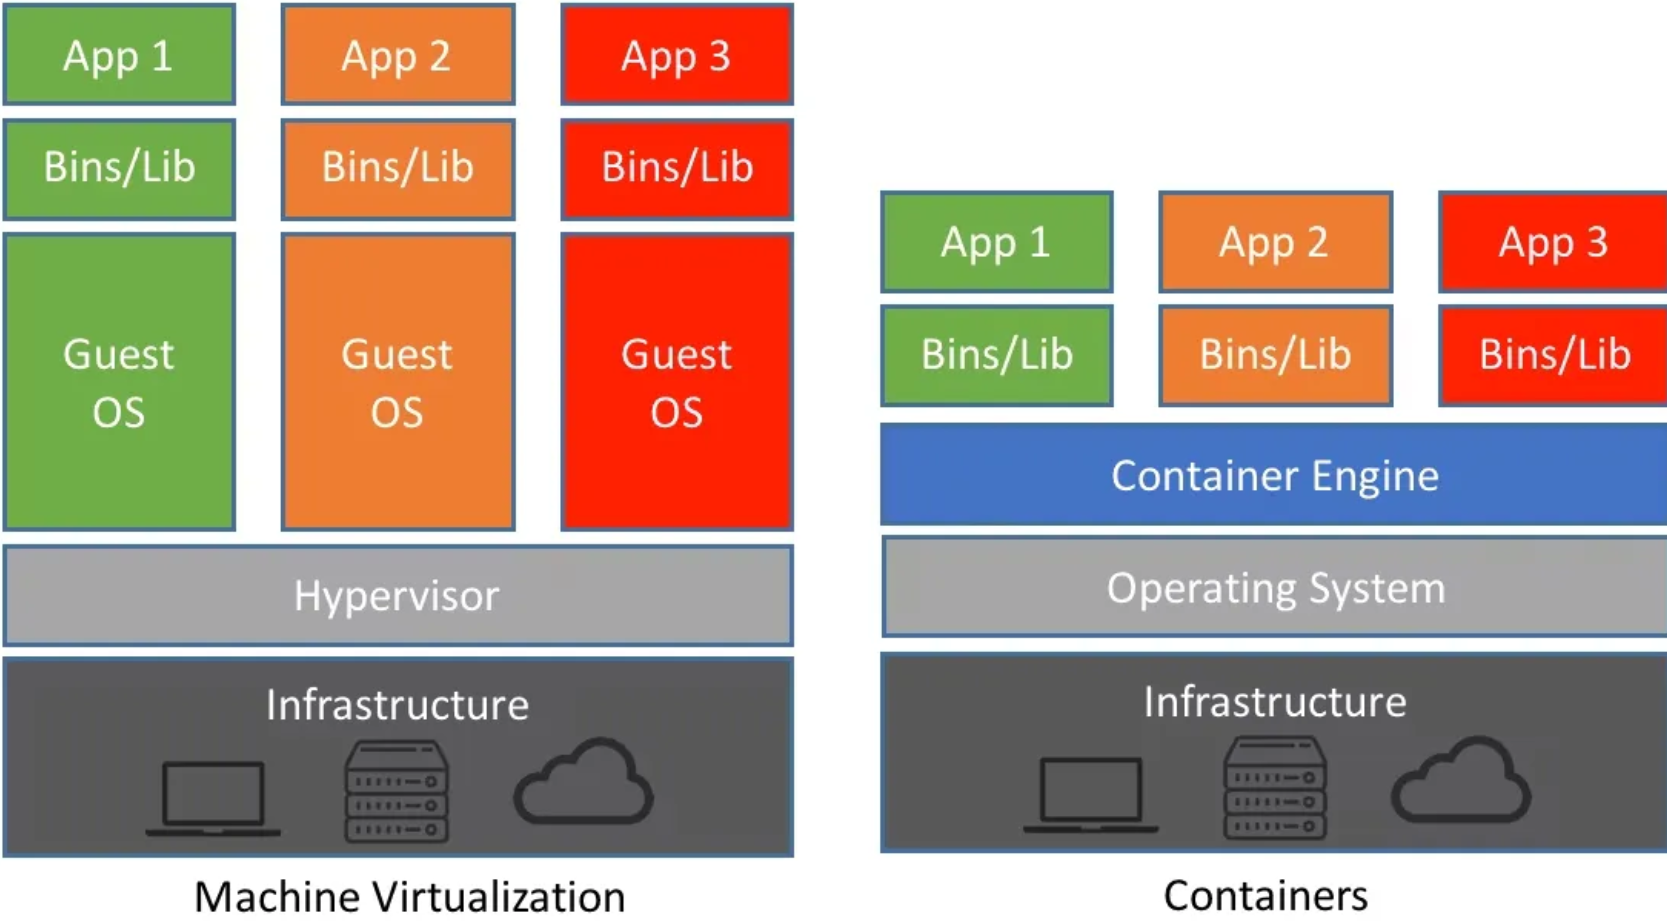 App 1
App 2
App 3
Bins/Lib
Bins/Lib
Bins/Lib
Guest
OS
Guest
OS
Guest
OS
Hypervisor
Infrastructure
Machine Virtualization
App 1
App 2
App 3
Bins/Lib
Bins/Lib
Bins/Lib
Container Engine
Operating System
Infrastructure
Containers